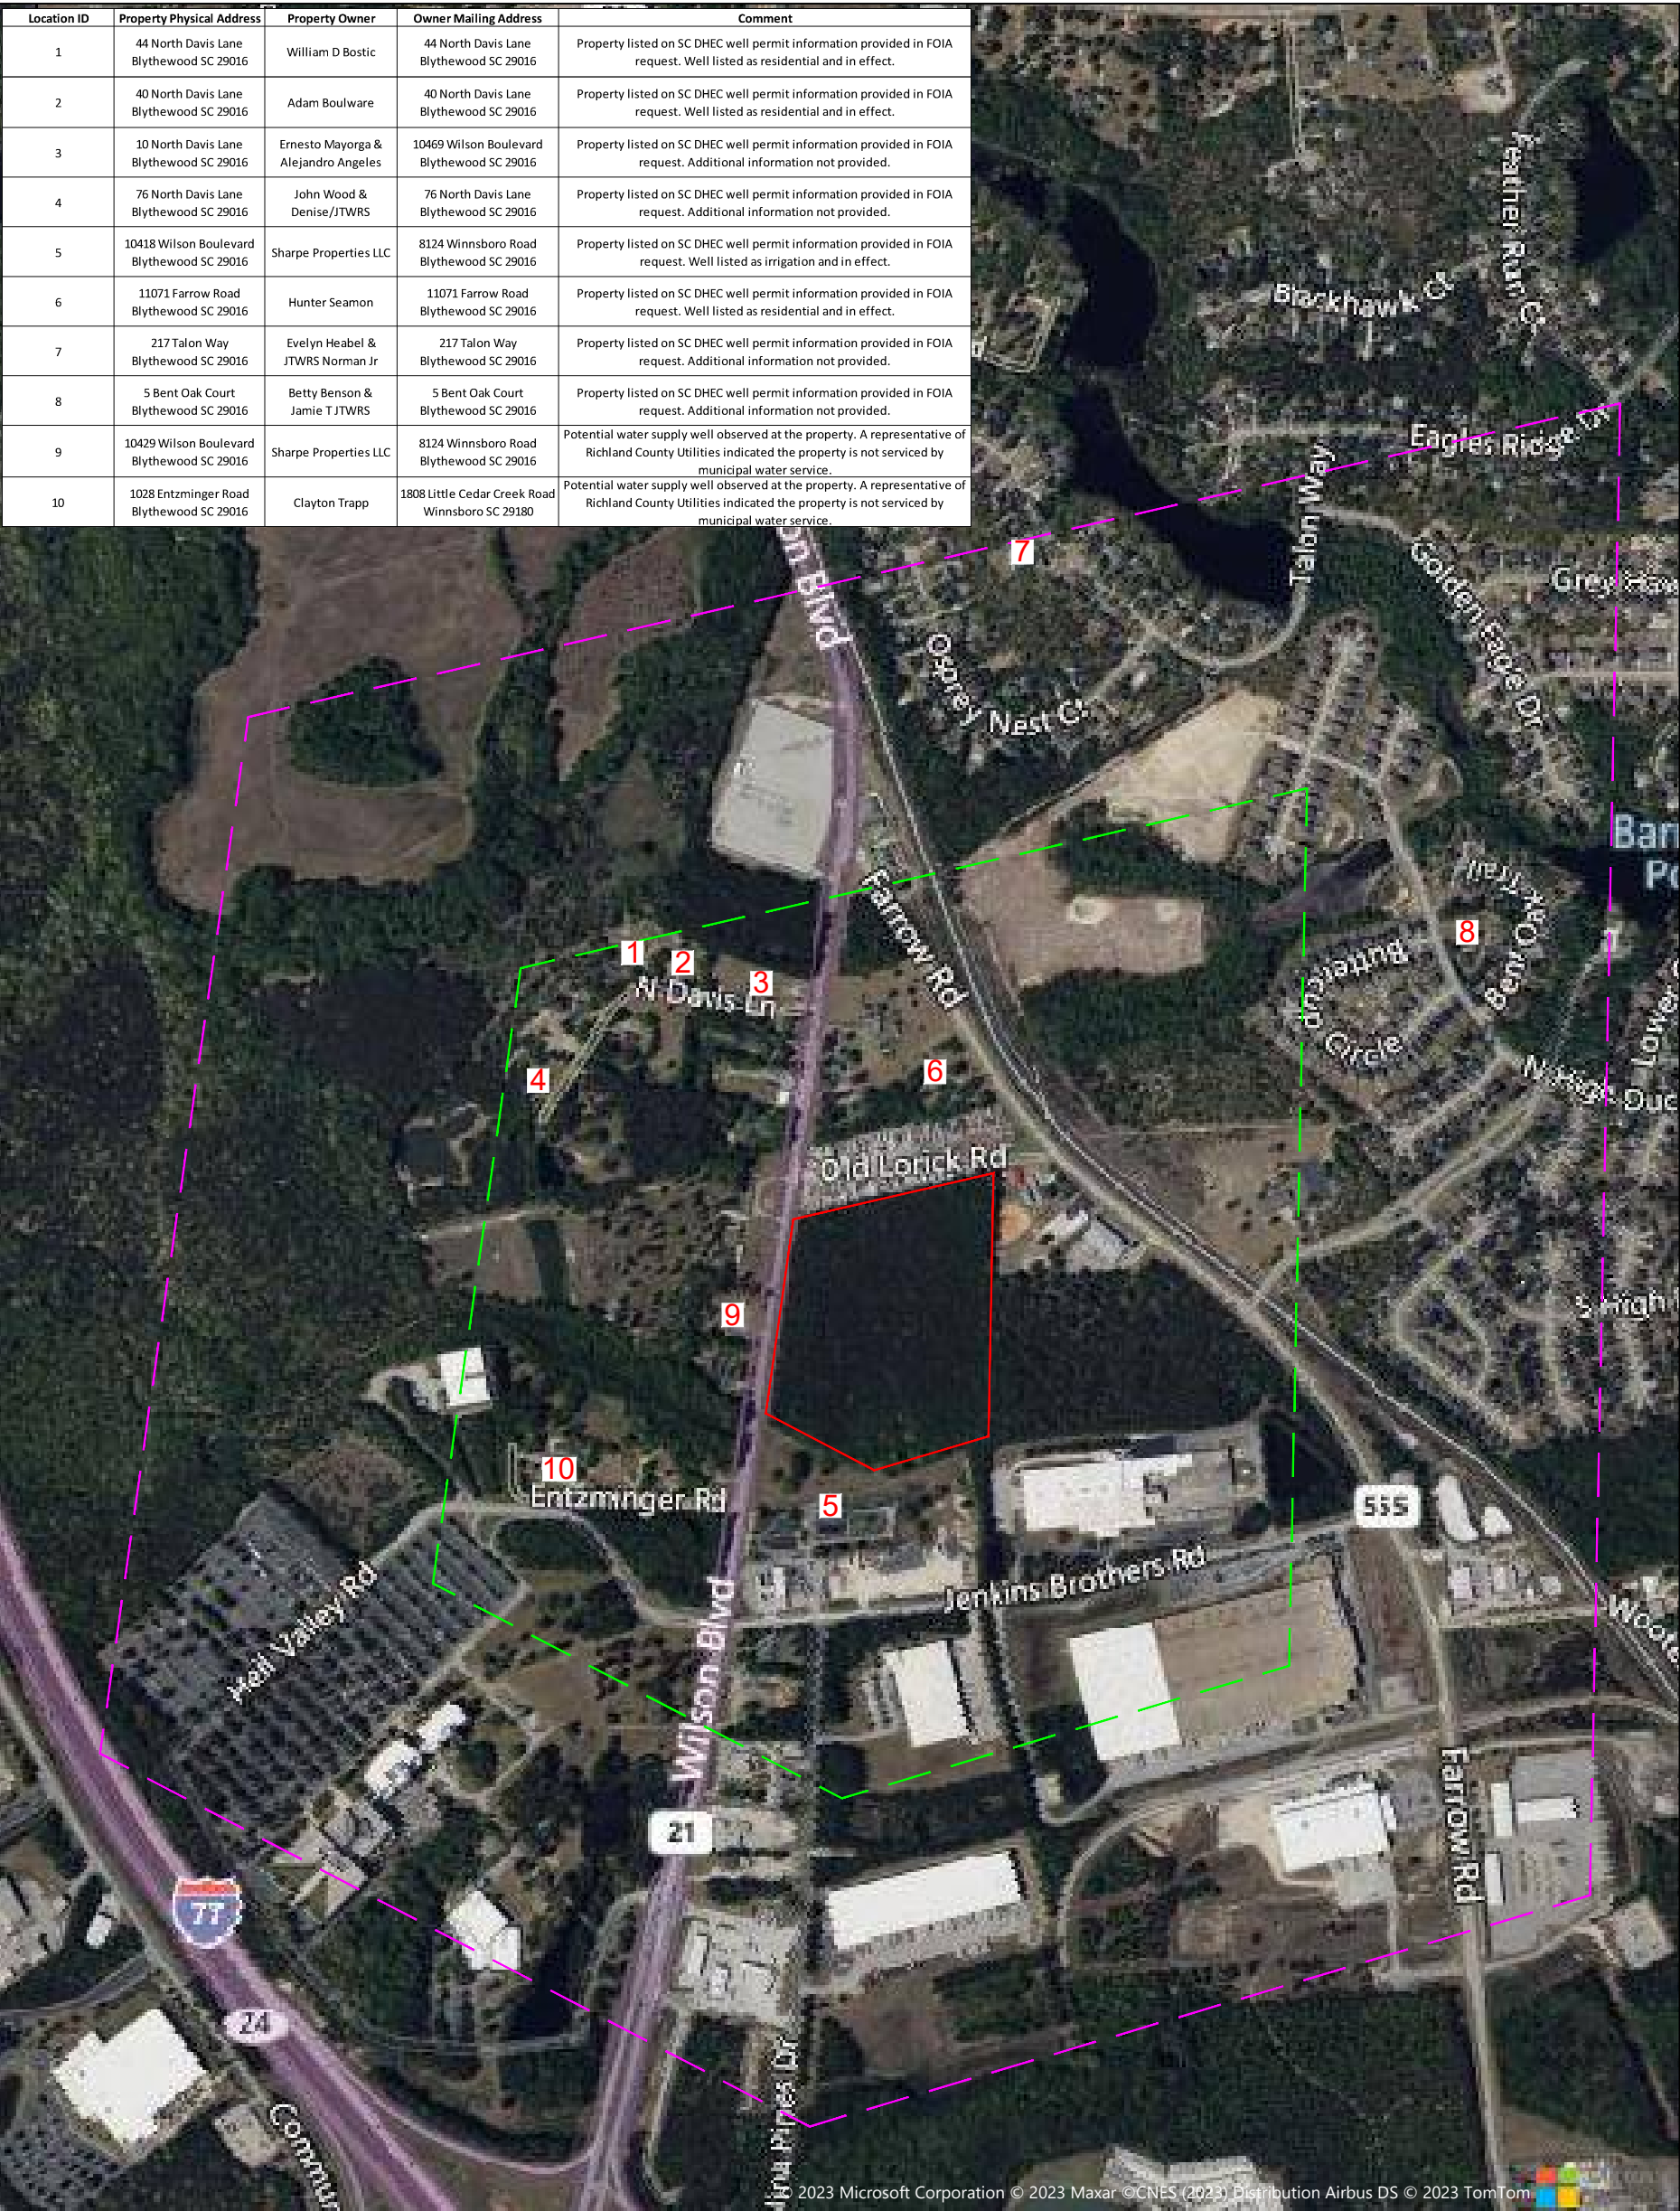 Location ID Property Physical Address Property Owner Owner Mailing Address Comment
1 44 North Davis Lane Blythewood SC 29016 William D Bostic 44 North Davis Lane Blythewood SC 29016 Property listed on SC DHEC well permit information provided in FOIA request. Well listed as residential and in effect.
2 40 North Davis Lane Blythewood SC 29016 Adam Boulware 40 North Davis Lane Blythewood SC 29016 Property listed on SC DHEC well permit information provided in FOIA request. Well listed as residential and in effect.
3 10 North Davis Lane Blythewood SC 29016 Ernesto Mayorga & Alejandro Angeles 10469 Wilson Boulevard Blythewood SC 29016 Property listed on SC DHEC well permit information provided in FOIA request. Additional information not provided.
4 76 North Davis Lane Blythewood SC 29016 John Wood & Denise/JTWRS 76 North Davis Lane Blythewood SC 29016 Property listed on SC DHEC well permit information provided in FOIA request. Additional information not provided.
5 10418 Wilson Boulevard Blythewood SC 29016 Sharpe Properties LLC 8124 Winnsboro Road Blythewood SC 29016 Property listed on SC DHEC well permit information provided in FOIA request. Well listed as irrigation and in effect.
6 11071 Farrow Road Blythewood SC 29016 Hunter Seamon 11071 Farrow Road Blythewood SC 29016 Property listed on SC DHEC well permit information provided in FOIA request. Well listed as residential and in effect.
7 217 Talon Way Blythewood SC 29016 Evelyn Heabel & JTWRS Norman Jr 217 Talon Way Blythewood SC 29016 Property listed on SC DHEC well permit information provided in FOIA request. Additional information not provided.
8 5 Bent Oak Court Blythewood SC 29016 Betty Benson & Jamie T JTWRS 5 Bent Oak Court Blythewood SC 29016 Property listed on SC DHEC well permit information provided in FOIA request. Additional information not provided.
9 10429 Wilson Boulevard Blythewood SC 29016 Sharpe Properties LLC 8124 Winnsboro Road Blythewood SC 29016 Potential water supply well observed at the property. A representative of Richland County Utilities indicated the property is not serviced by municipal water service.
10 1028 Entzminger Road Blythewood SC 29016 Clayton Trapp 1808 Little Cedar Creek Road Winnsboro SC 29180 Potential water supply well observed at the property. A representative of Richland County Utilities indicated the property is not serviced by municipal water service.
Feather Run Ct
Blackhawk Ct
Eagles Ridge Ct
Talon Way
7
on Blvd
Golden Eagle Dr
Osprey Nest Ct
Farrow Rd
Bent Oak Trail
8
Buttercup Circle
1
2
3
N Davis Ln
4
6
N High Duc
Old Lorick Rd
S High
9
10
Entzminger Rd
5
555
Jenkins Brothers Rd
Hell Valley Rd
Wilson Blvd
21
Farrow Rd
77
24
Pines Dr
© 2023 Microsoft Corporation © 2023 Maxar ©CNES (2023) Distribution Airbus DS © 2023 TomTom